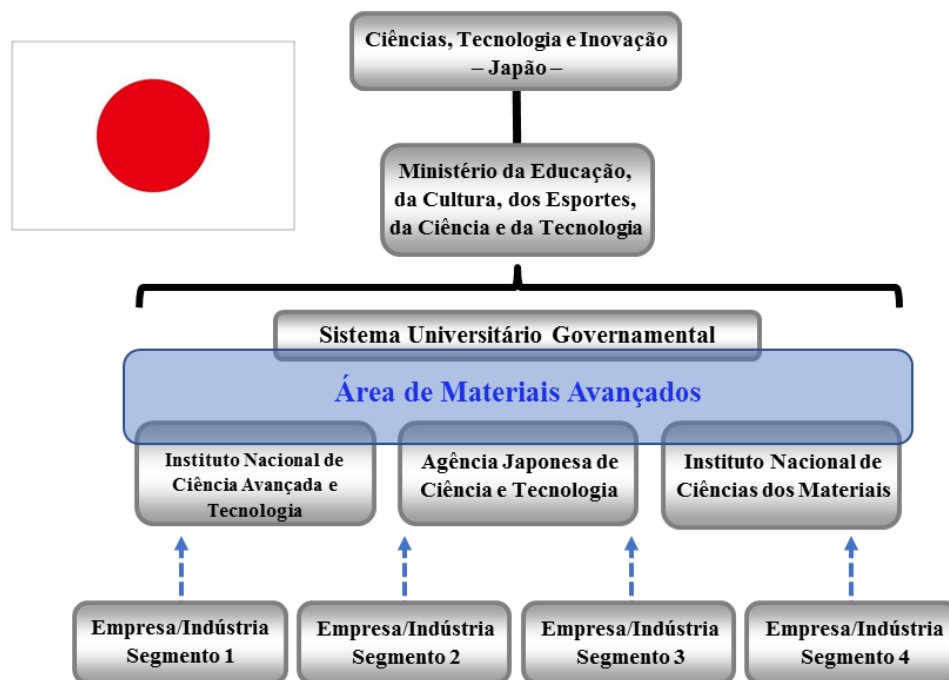 Ciências, Tecnologia e Inovação
– Japão –
Ministério da Educação,
da Cultura, dos Esportes,
da Ciência e da Tecnologia
Sistema Universitário Governamental
Área de Materiais Avançados
Instituto Nacional de
Ciência Avançada e
Tecnologia
Agência Japonesa de
Ciência e Tecnologia
Instituto Nacional de
Ciências dos Materiais
Empresa/Indústria
Segmento 1
Empresa/Indústria
Segmento 2
Empresa/Indústria
Segmento 3
Empresa/Indústria
Segmento 4